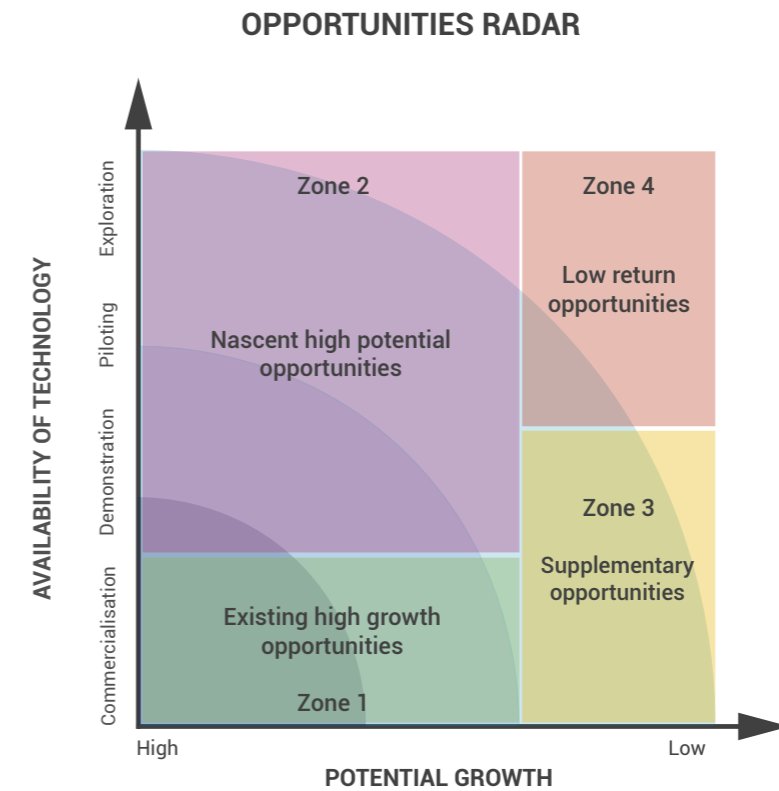 OPPORTUNITIES RADAR
AVAILABILITY OF TECHNOLOGY
Exploration
Piloting
Demonstration
Commercialisation
Zone 2
Nascent high potential
opportunities
Zone 4
Low return
opportunities
Zone 3
Supplementary
opportunities
Existing high growth
opportunities
Zone 1
High
Low
POTENTIAL GROWTH